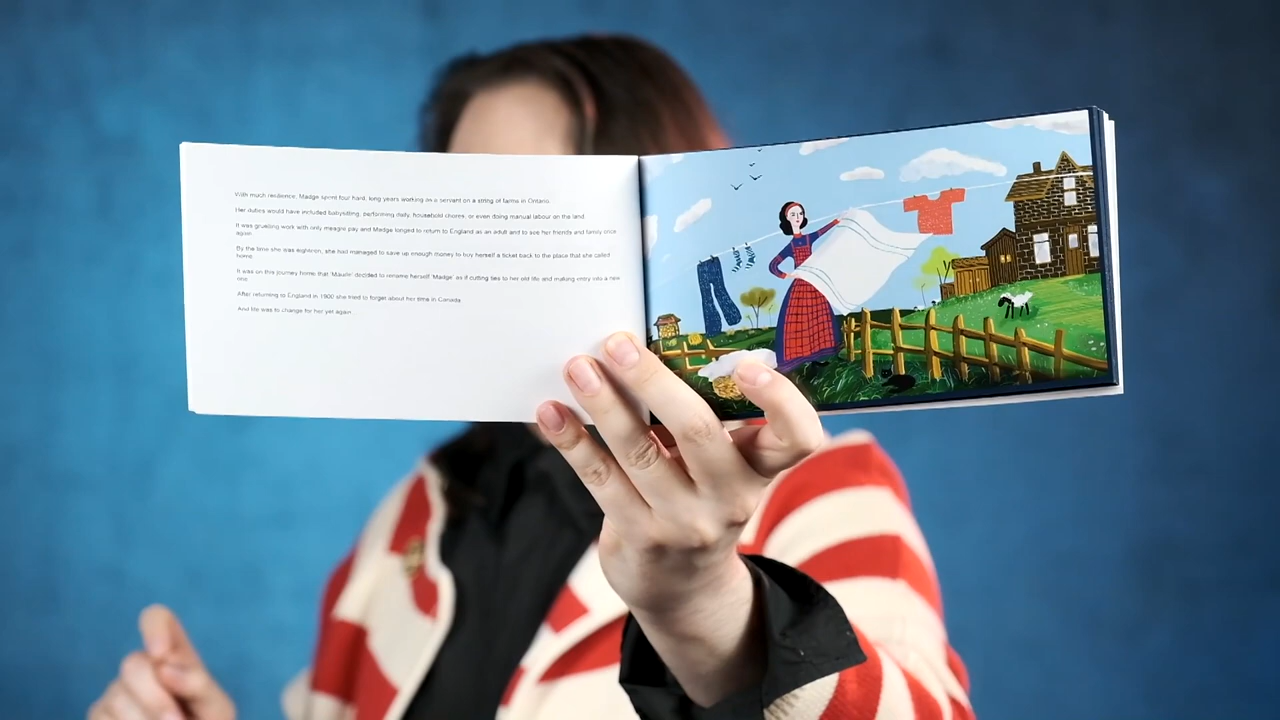 With much resilience, Madge spent four hard, long years working as a servant on a string of farms in Ontario.
Her duties would have included babysitting, performing daily, household chores, or even doing manual labour on the land.
It was gruelling work with only meagre pay and Madge longed to return to England as an adult and to see her friends and family once
again.
By the time she was eighteen, she had managed to save up enough money to buy herself a ticket back to the place that she called
home.
It was on this journey home that 'Maude' decided to rename herself 'Madge' as if cutting ties to her old life and making entry into a new
one.
After returning to England in 1900 she tried to forget about her time in Canada.
And life was to change for her yet again...